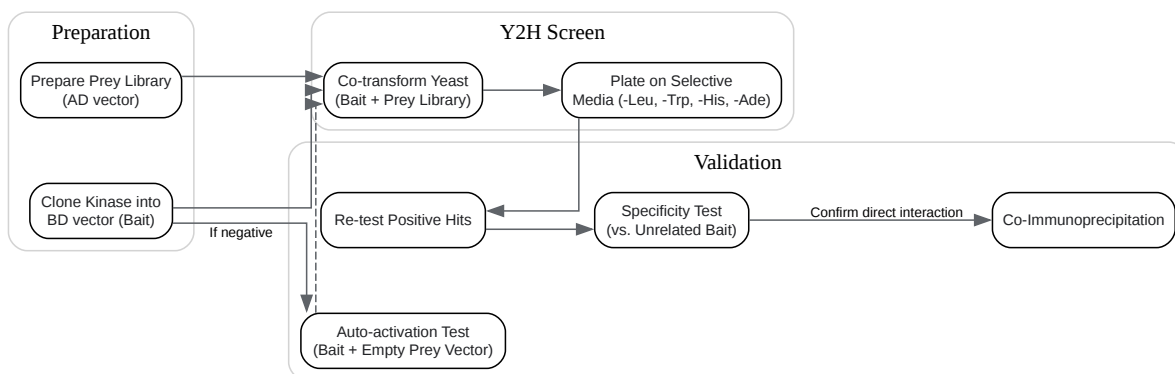 Preparation
Prepare Prey Library
(AD vector)
Clone Kinase into
BD vector (Bait)
If negative
Y2H Screen
Co-transform Yeast
(Bait + Prey Library)
Plate on Selective
Media (-Leu, -Trp, -His, -Ade)
Validation
Re-test Positive Hits
Specificity Test
(vs. Unrelated Bait)
Confirm direct interaction
Co-Immunoprecipitation
Auto-activation Test
(Bait + Empty Prey Vector)